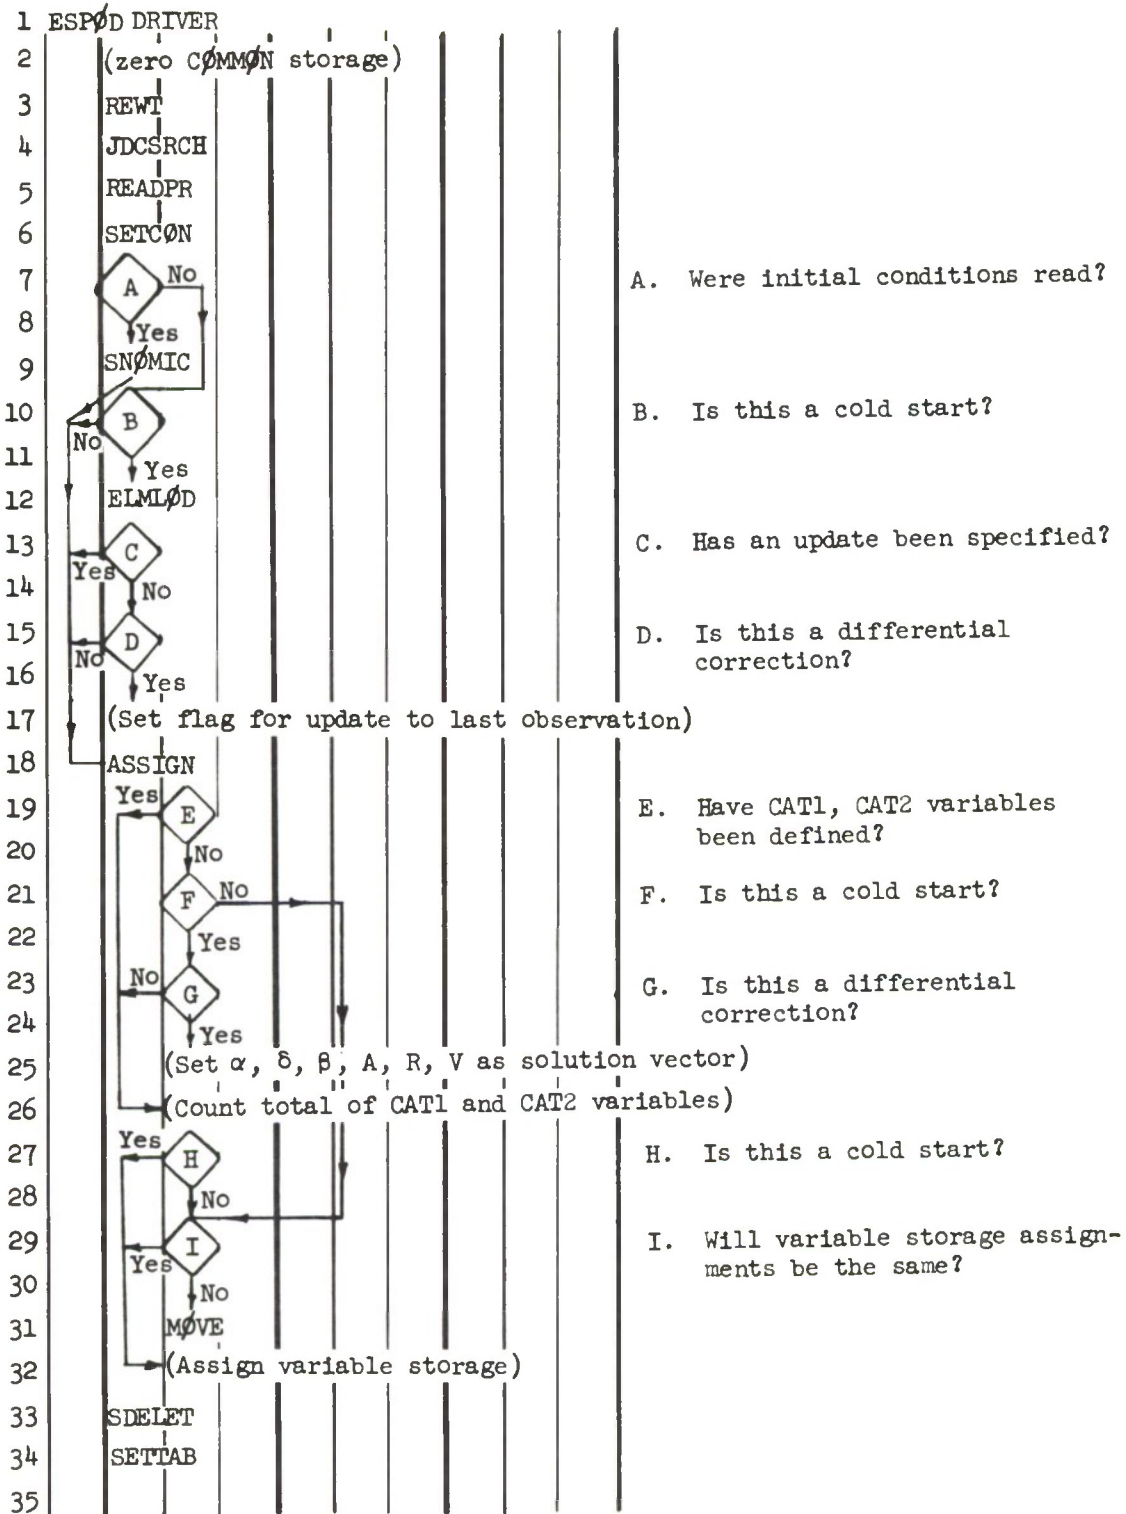 1 ESPØD DRIVER
2 (zero CØMMØN storage)
3 REWT
4 JDCSRCH
5 READPR
6 SETCØN
7 A No A. Were initial conditions read?
8 Yes
9 SNØMIC
10 B B. Is this a cold start?
No
11 Yes
12 ELMLØD
13 C C. Has an update been specified?
Yes
14 No
15 D D. Is this a differential
correction?
No
16 Yes
17 (Set flag for update to last observation)
18 ASSIGN
19 Yes E E. Have CAT1, CAT2 variables
been defined?
20 No
21 F No F. Is this a cold start?
22 Yes
23 No G G. Is this a differential
correction?
24 Yes
25 (Set α, δ, β, A, R, V as solution vector)
26 (Count total of CAT1 and CAT2 variables)
27 Yes H H. Is this a cold start?
28 No
29 I I. Will variable storage assign-
ments be the same?
Yes
30 No
31 MØVE
32 (Assign variable storage)
33 SDELET
34 SETTAB
35